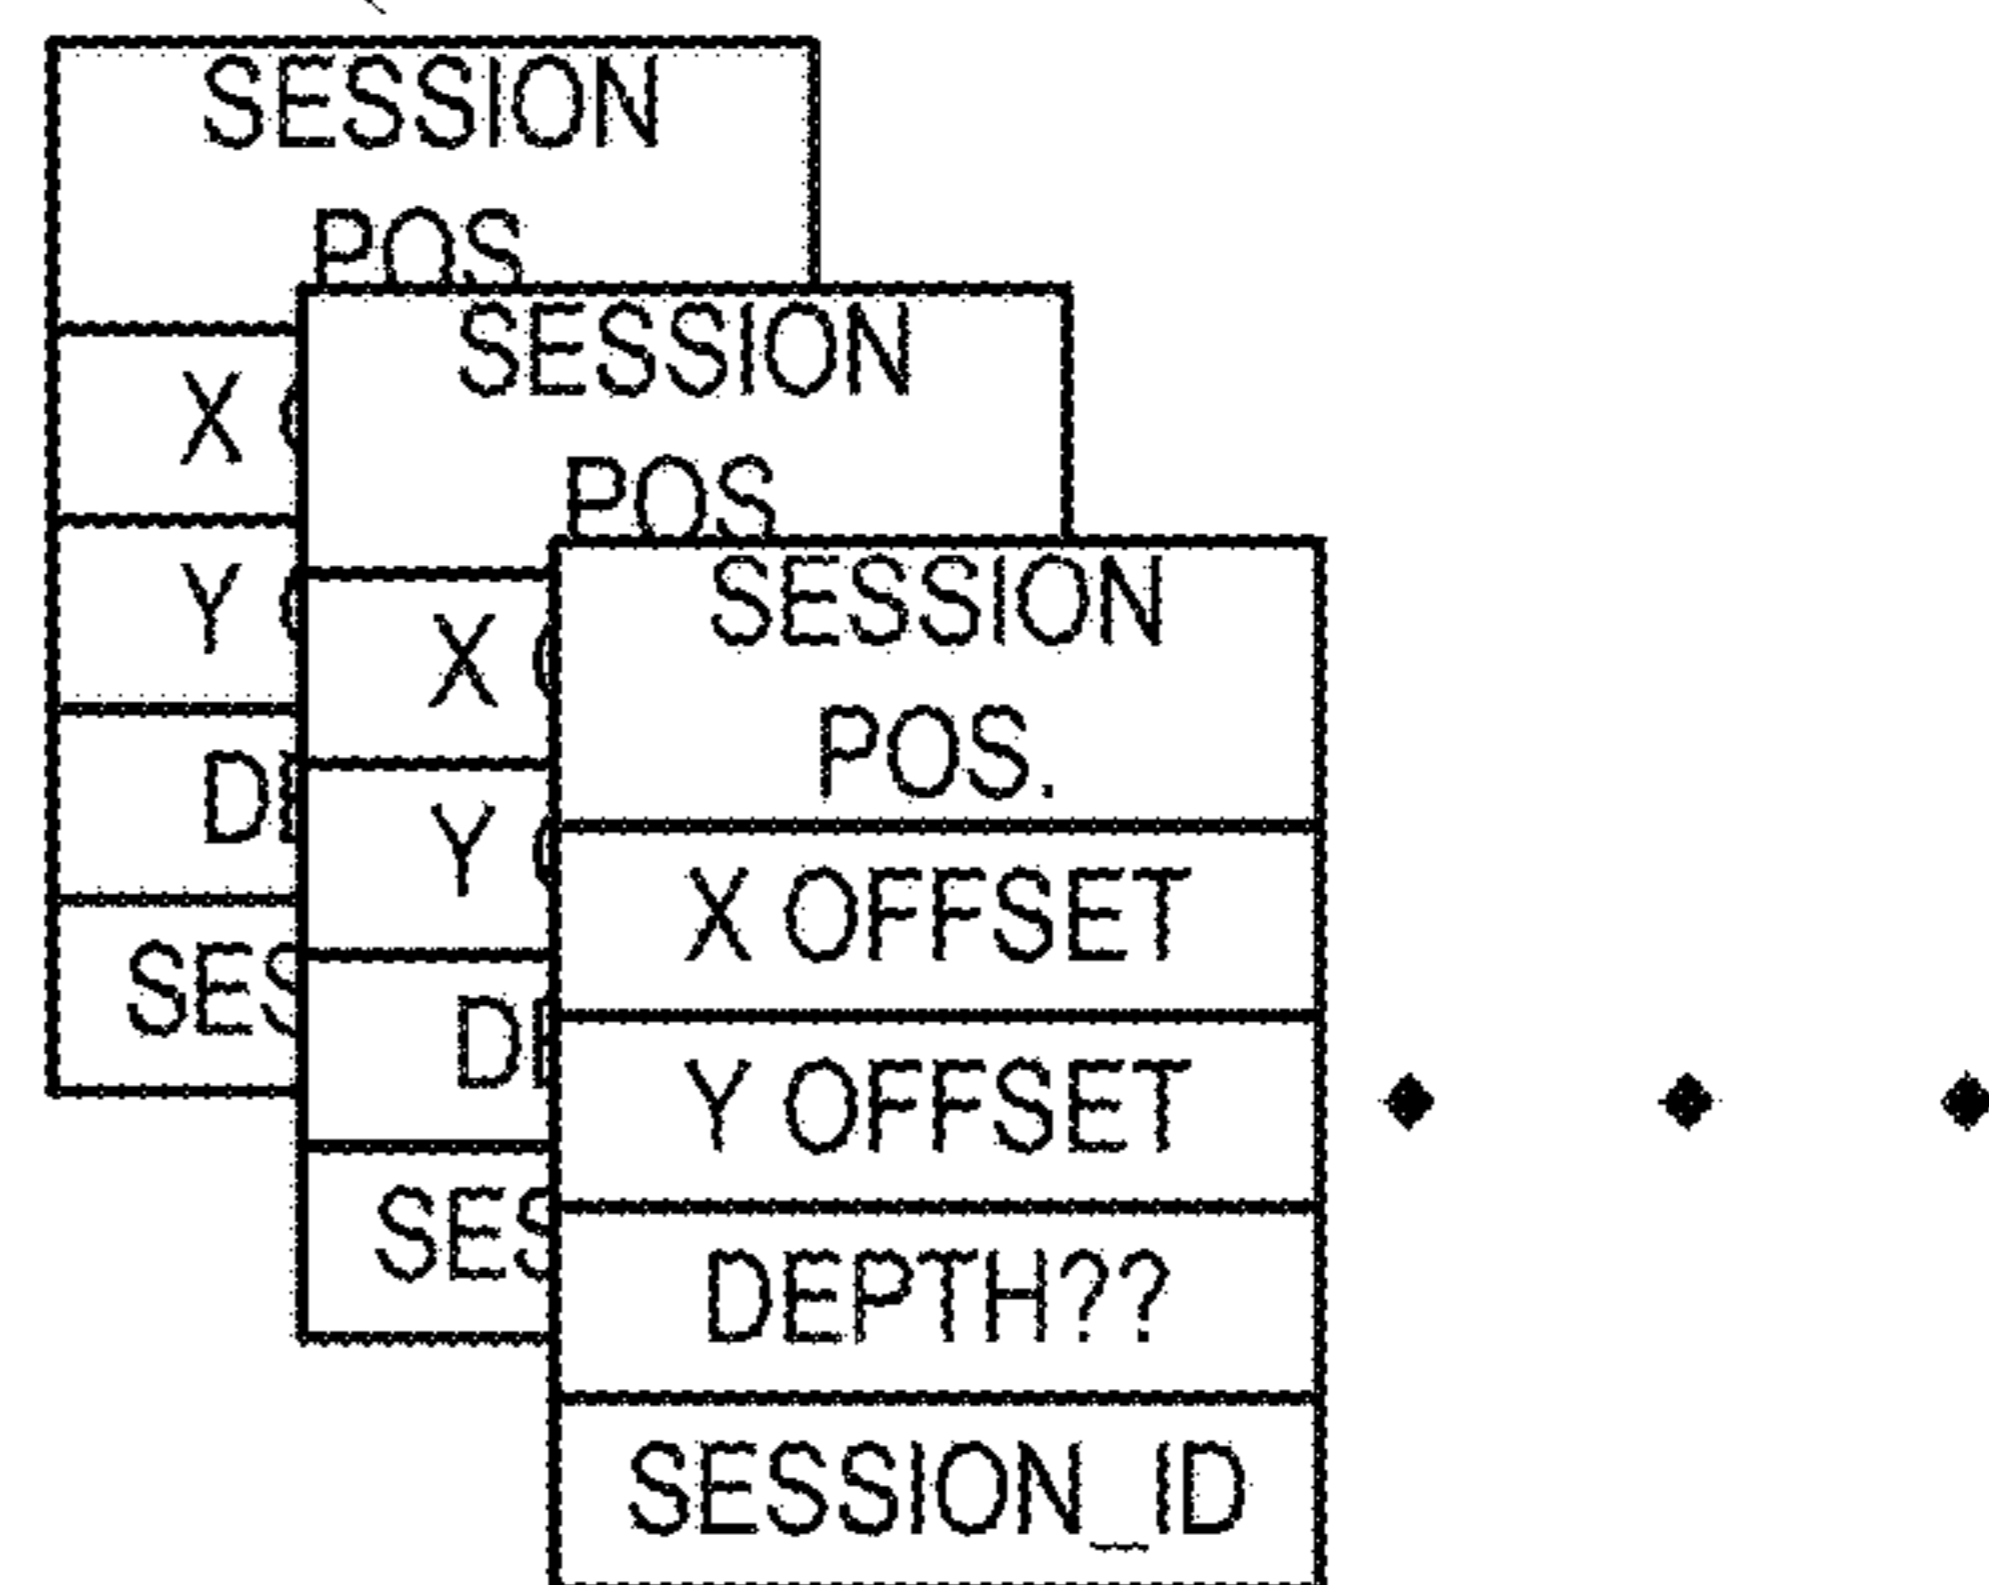 SESSION
POS
X
Y
SESSION
POS
X
Y
SESSION
POS.
X OFFSET
Y OFFSET
DEPTH??
SESSION_ID